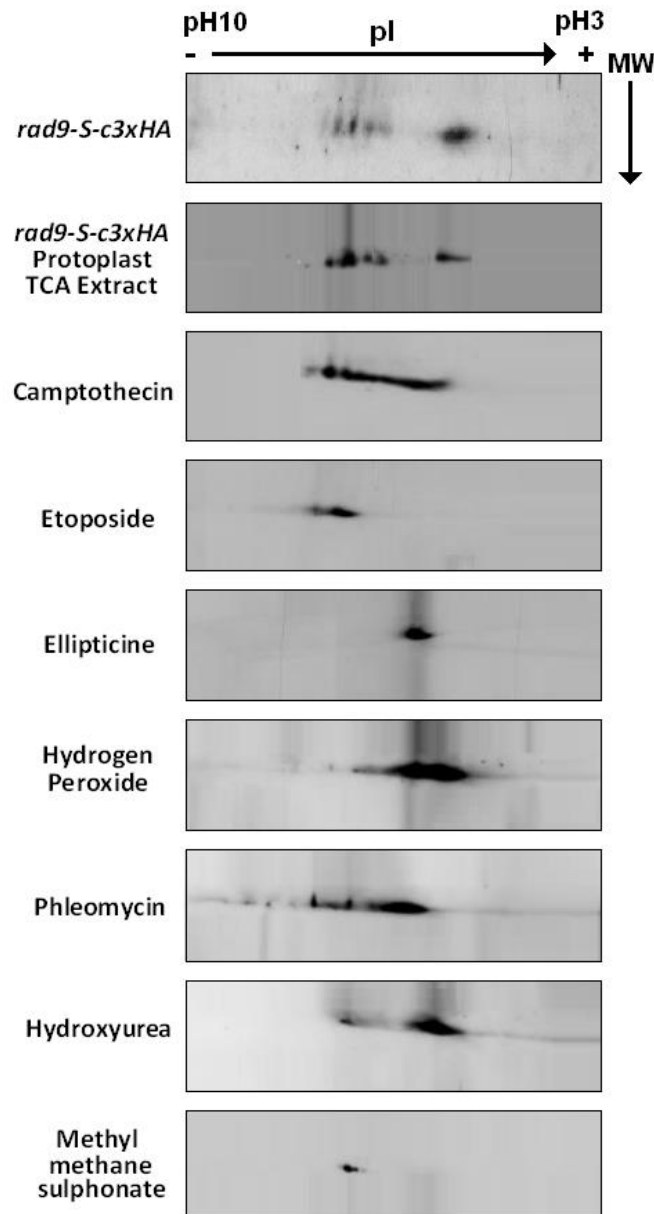 pH10
pI
pH3
-
+
MW
rad9-S-c3xHA
rad9-S-c3xHA
Protoplast
TCA Extract
Camptothecin
Etoposide
Ellipticine
Hydrogen
Peroxide
Phleomycin
Hydroxyurea
Methyl
methane
sulphonate